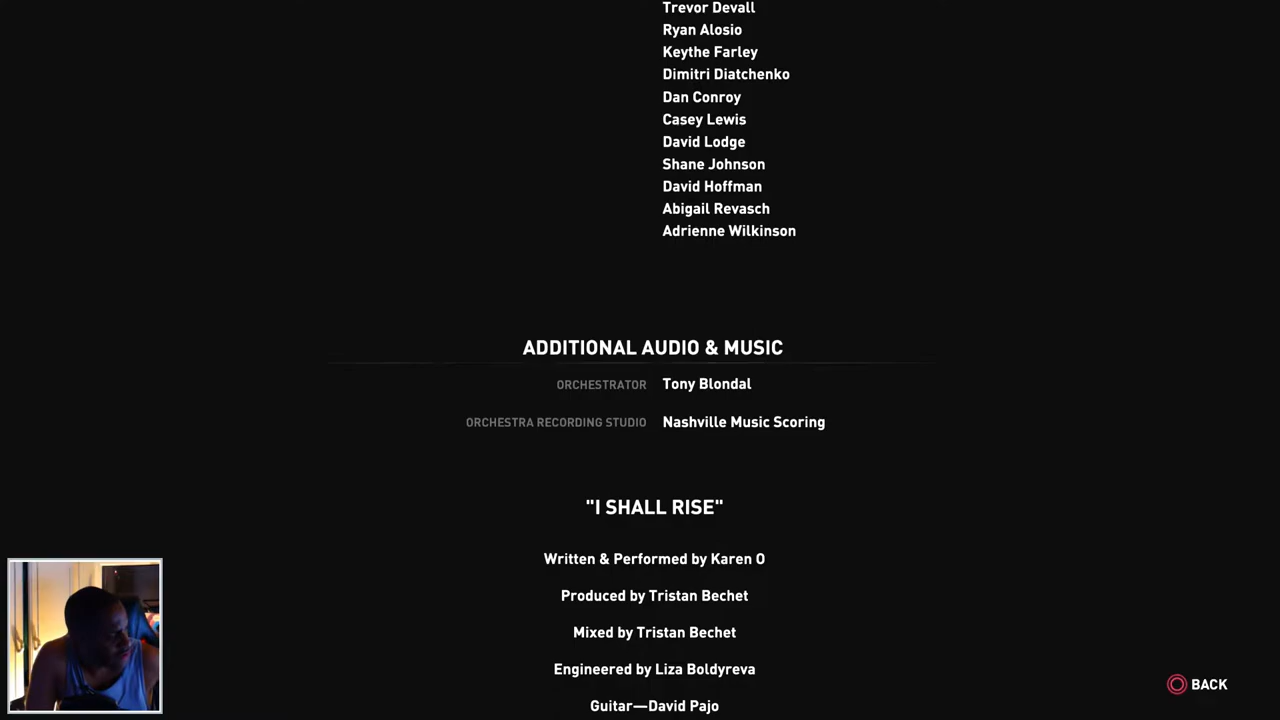 Trevor Devall
Ryan Alosio
Keythe Farley
Dimitri Diatchenko
Dan Conroy
Casey Lewis
David Lodge
Shane Johnson
David Hoffman
Abigail Revasch
Adrienne Wilkinson
ADDITIONAL AUDIO & MUSIC
ORCHESTRATOR Tony Blondal
ORCHESTRA RECORDING STUDIO Nashville Music Scoring
"I SHALL RISE"
Written & Performed by Karen O
Produced by Tristan Bechet
Mixed by Tristan Bechet
Engineered by Liza Boldyreva
Guitar—David Pajo
BACK